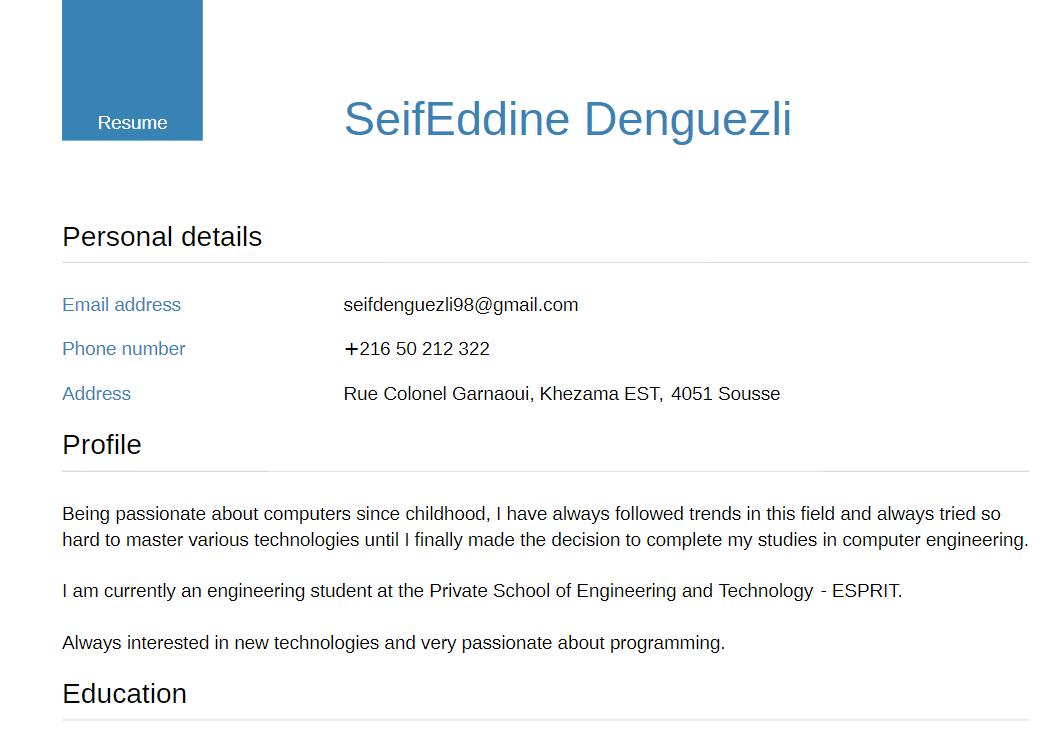 Resume
SeifEddine Denguezli
Personal details
Email address seifdenguezli98@gmail.com
Phone number +216 50 212 322
Address Rue Colonel Garnaoui, Khezama EST, 4051 Sousse
Profile
Being passionate about computers since childhood, I have always followed trends in this field and always tried so
hard to master various technologies until I finally made the decision to complete my studies in computer engineering.
I am currently an engineering student at the Private School of Engineering and Technology - ESPRIT.
Always interested in new technologies and very passionate about programming.
Education